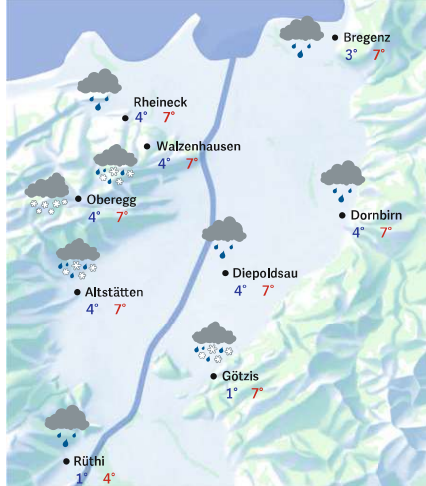 Bregenz
3° 7°
Rheineck
4° 7°
Walzenhausen
4° 7°
Oberegg
4° 7°
Dornbirn
4° 7°
Diepoldsau
4° 7°
Altstätten
4° 7°
Götzis
1° 7°
Rüthi
1° 4°